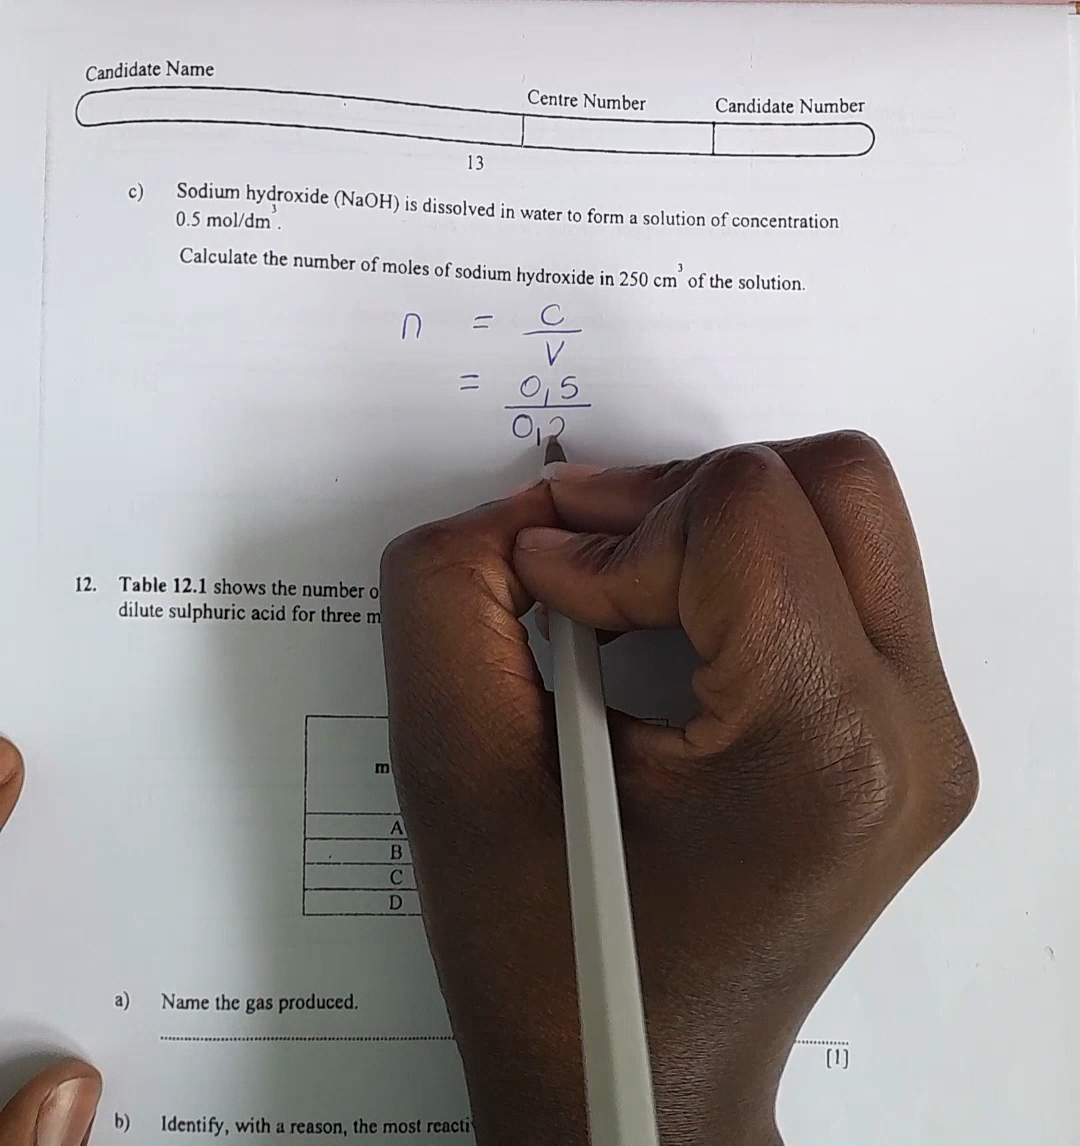 Candidate Name
Centre Number
Candidate Number
13
c) Sodium hydroxide (NaOH) is dissolved in water to form a solution of concentration
0.5 mol/dm³.
Calculate the number of moles of sodium hydroxide in 250 cm³ of the solution.
n = C
V
= 0,5
0,2
12. Table 12.1 shows the number o
dilute sulphuric acid for three m
m
A
B
C
D
a) Name the gas produced.
[1]
b) Identify, with a reason, the most reacti